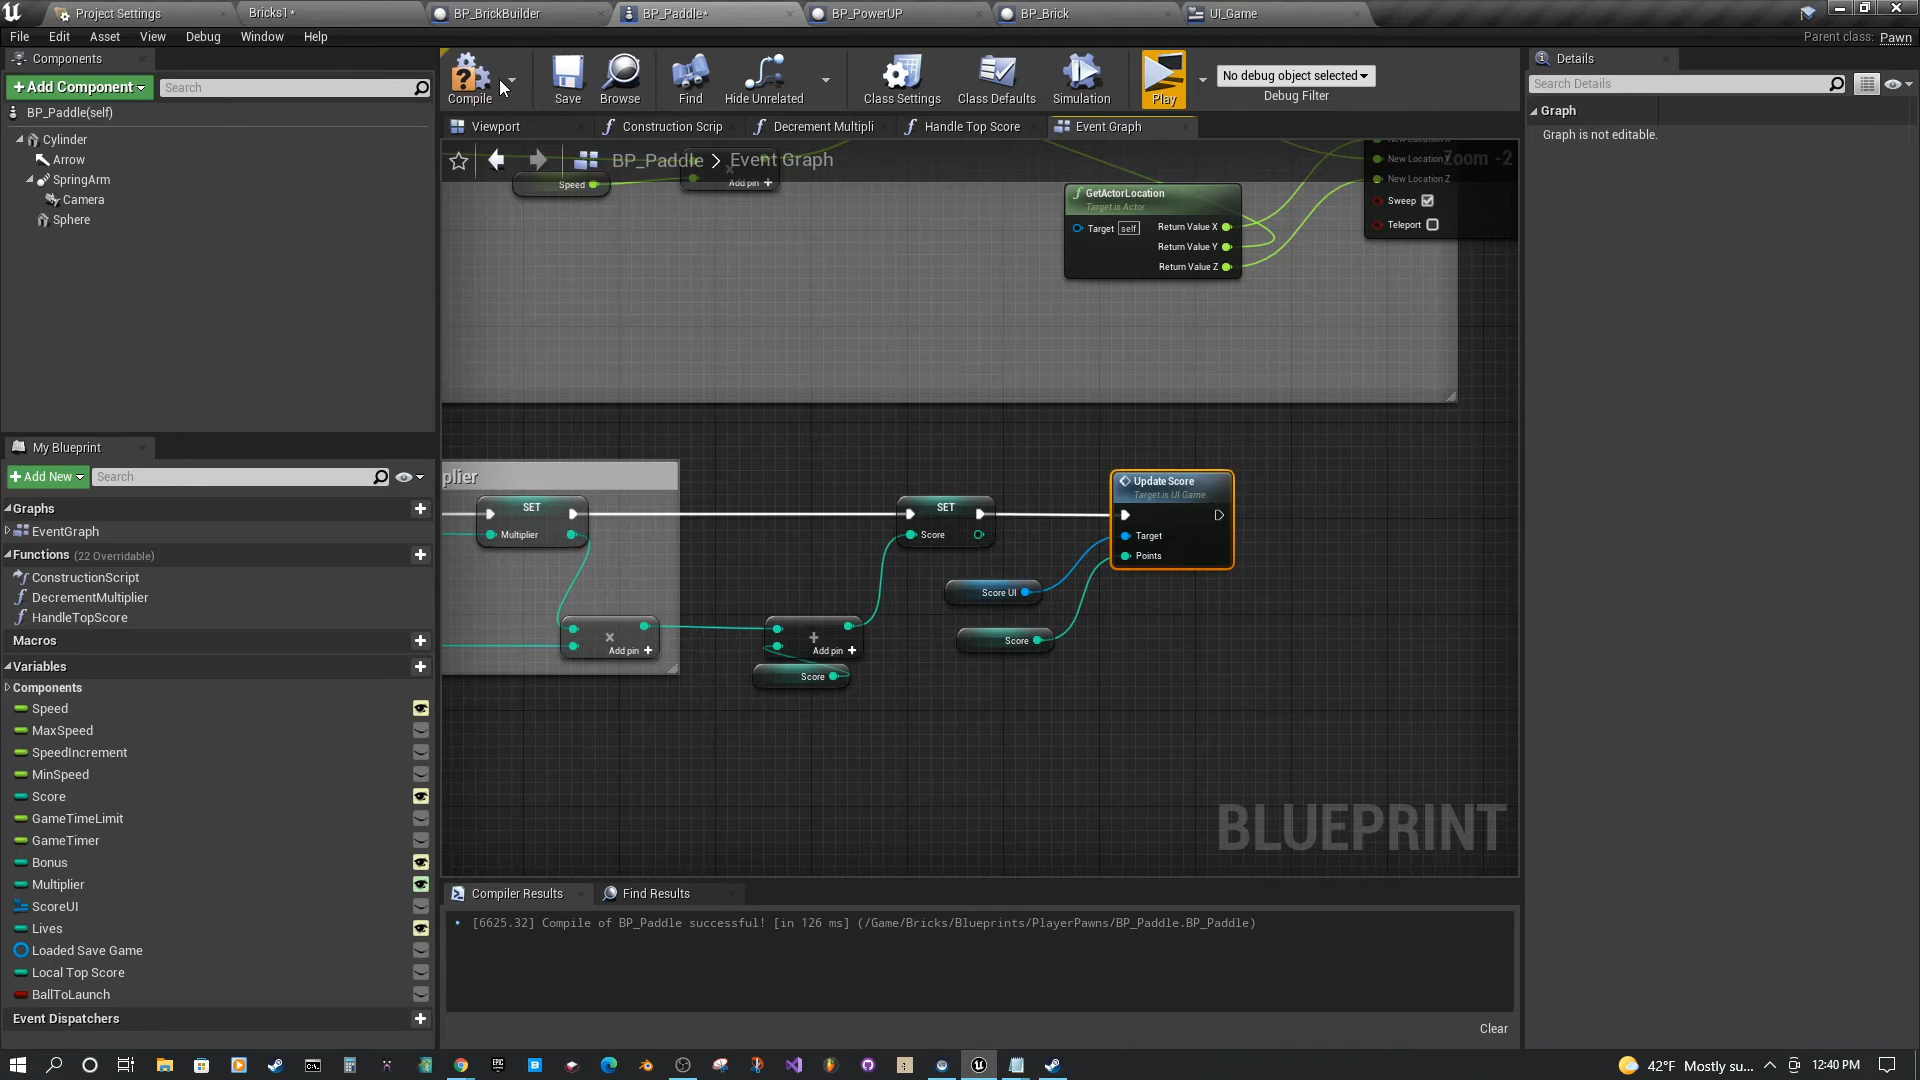 Project Settings
Bricks1*
BP_BrickBuilder
BP_Paddle*
BP_PowerUP
BP_Brick
UI_Game
File Edit Asset View Debug Window Help
Parent class: Pawn
Components
+Add Component
Search
BP_Paddle(self)
Cylinder
Arrow
SpringArm
Camera
Sphere
Compile
Save
Browse
Find
Hide Unrelated
Class Settings
Class Defaults
Simulation
Play
No debug object selected
Debug Filter
Viewport
Construction Scrip
Decrement Multipli
Handle Top Score
Event Graph
BP_Paddle > Event Graph
Zoom -2
Speed
Add pin +
GetActorLocation
Target is Actor
Target self
Return Value X
Return Value Y
Return Value Z
New Location Y
New Location Z
Sweep
Teleport
plier
SET
Multiplier
SET
Score
Update Score
Target is UI Game
Target
Points
Score UI
Score
x
Add pin +
+
Add pin +
Score
BLUEPRINT
My Blueprint
+Add New
Search
Graphs
EventGraph
Functions (22 Overridable)
ConstructionScript
DecrementMultiplier
HandleTopScore
Macros
Variables
Components
Speed
MaxSpeed
SpeedIncrement
MinSpeed
Score
GameTimeLimit
GameTimer
Bonus
Multiplier
ScoreUI
Lives
Loaded Save Game
Local Top Score
BallToLaunch
Event Dispatchers
Compiler Results
Find Results
[6625.32] Compile of BP_Paddle successful! [in 126 ms] (/Game/Bricks/Blueprints/PlayerPawns/BP_Paddle.BP_Paddle)
Clear
Details
Search Details
Graph
Graph is not editable.
42°F Mostly su...
12:40 PM